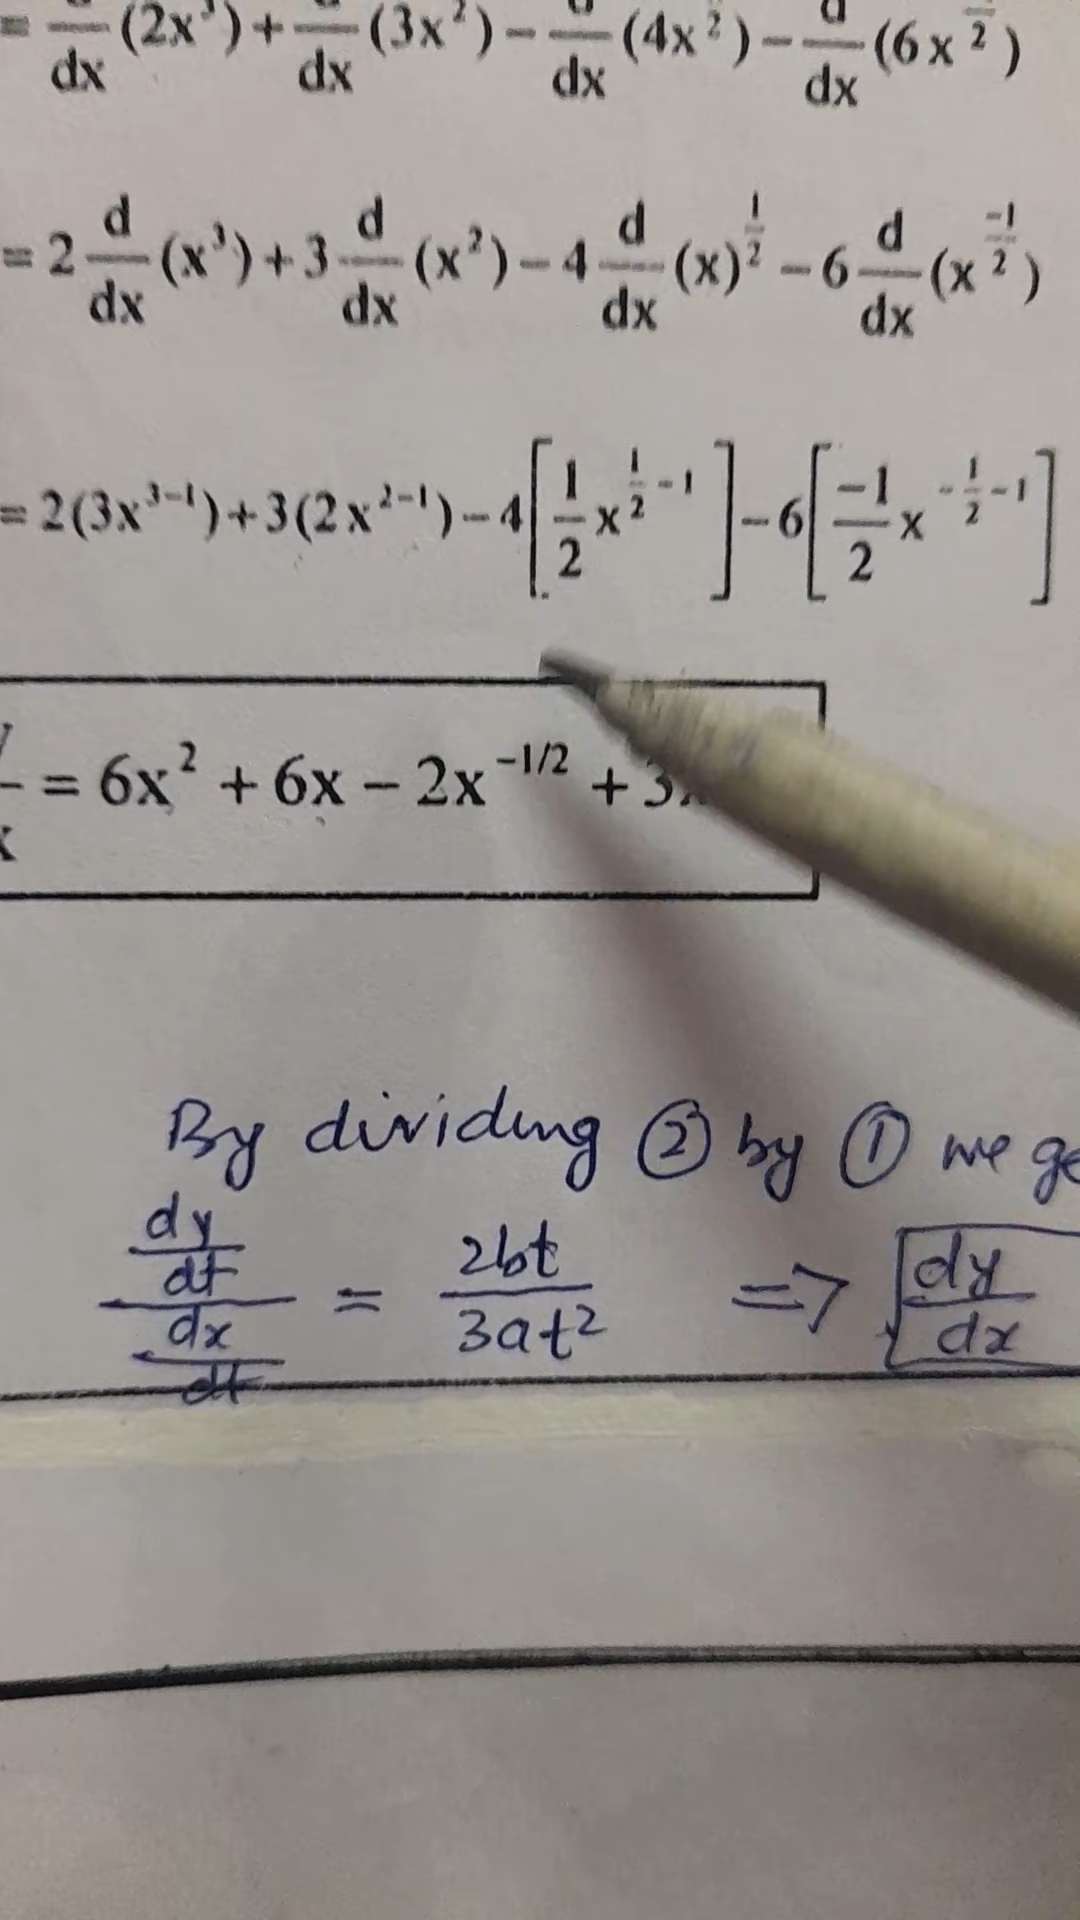 = d/dx (2x³) + d/dx (3x²) − d/dx (4x^(1/2)) − d/dx (6x^(−1/2))
= 2 d/dx (x³) + 3 d/dx (x²) − 4 d/dx (x)^(1/2) − 6 d/dx (x^(−1/2))
= 2(3x^(3−1)) + 3(2x^(2−1)) − 4[1/2 x^(1/2 − 1)] − 6[−1/2 x^(−1/2 − 1)]
= 6x² + 6x − 2x^(−1/2) + 3
By dividing ② by ① we
(dy/dt)/(dx/dt) = 2bt/3at² => dy/dx